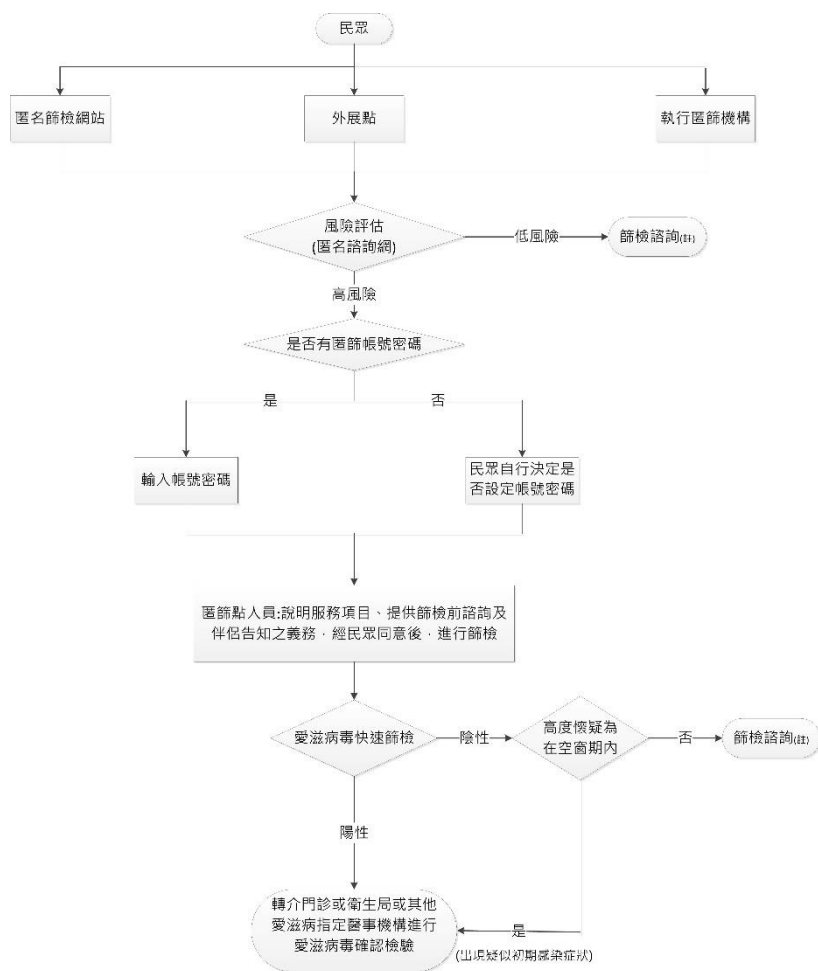 民眾
匿名篩檢網站
外展點
執行匿篩機構
風險評估
(匿名諮詢網)
低風險
篩檢諮詢(註)
高風險
是否有匿篩帳號密碼
是
否
輸入帳號密碼
民眾自行決定是
否設定帳號密碼
匿篩點人員:說明服務項目、提供篩檢前諮詢及
伴侶告知之義務，經民眾同意後，進行篩檢
愛滋病毒快速篩檢
陰性
高度懷疑為
在空窗期內
否
篩檢諮詢(註)
陽性
轉介門診或衛生局或其他
愛滋病指定醫事機構進行
愛滋病毒確認檢驗
是
(出現疑似初期感染症狀)